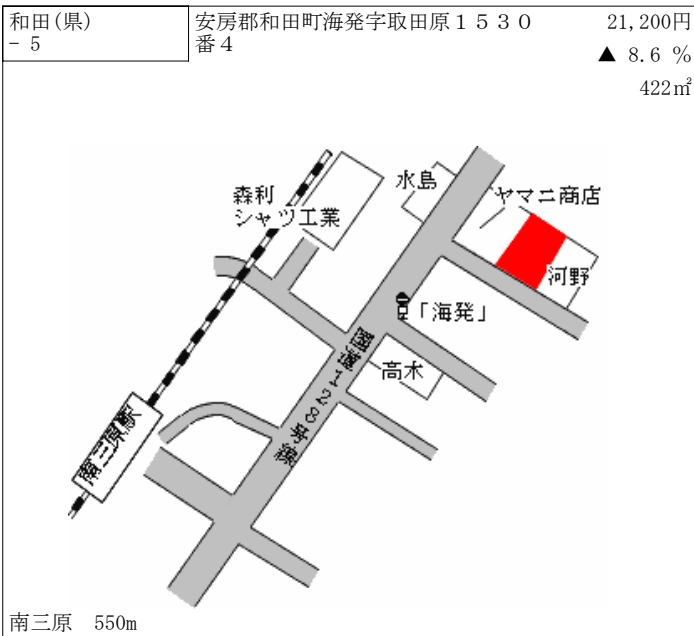 和田(県)
- 5
安房郡和田町海発字取田原１５３０
番４
21,200円
▲ 8.6 %
422㎡
森利
シャツ工業
水島
ヤマニ商店
河野
「海発」
高木
国道128号線
南三原駅
南三原 550m